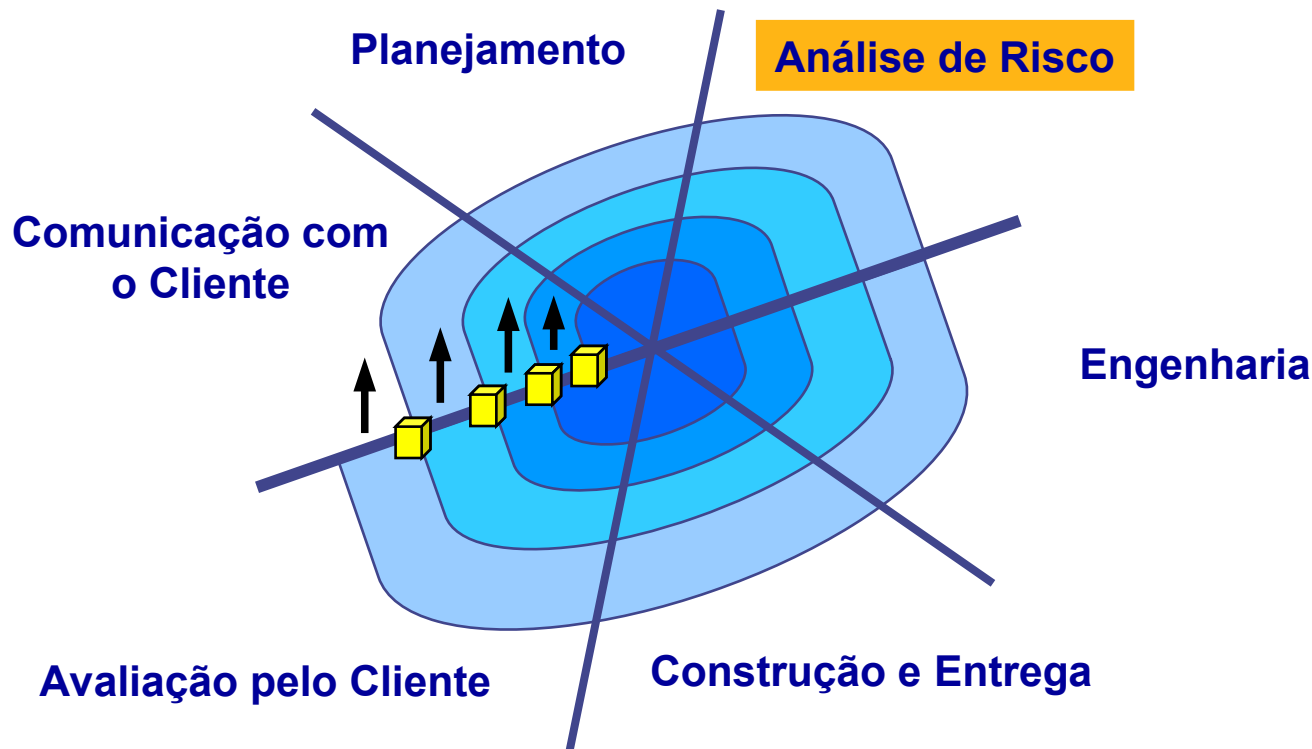 Planejamento
Análise de Risco
Comunicação com
o Cliente
Engenharia
Avaliação pelo Cliente
Construção e Entrega